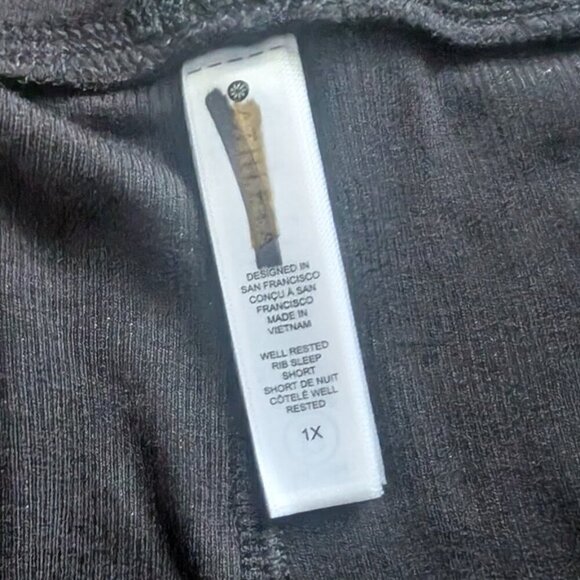 DESIGNED IN
SAN FRANCISCO
CONÇU À SAN
FRANCISCO
MADE IN
VIETNAM
WELL RESTED
RIB SLEEP
SHORT
SHORT DE NUIT
CÔTELÉ WELL
RESTED
1X